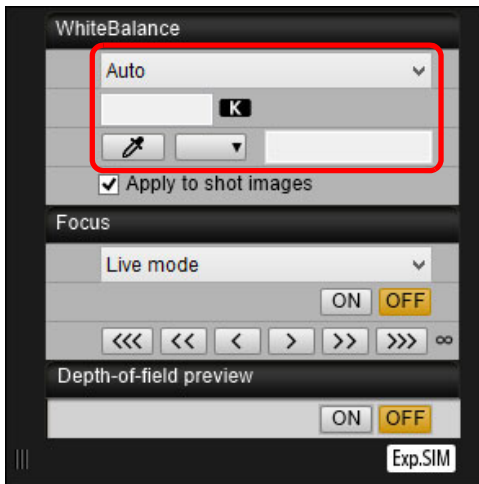 WhiteBalance
Auto
K
Apply to shot images
Focus
Live mode
ON OFF
<<< << < > >> >>> ∞
Depth-of-field preview
ON OFF
Exp.SIM